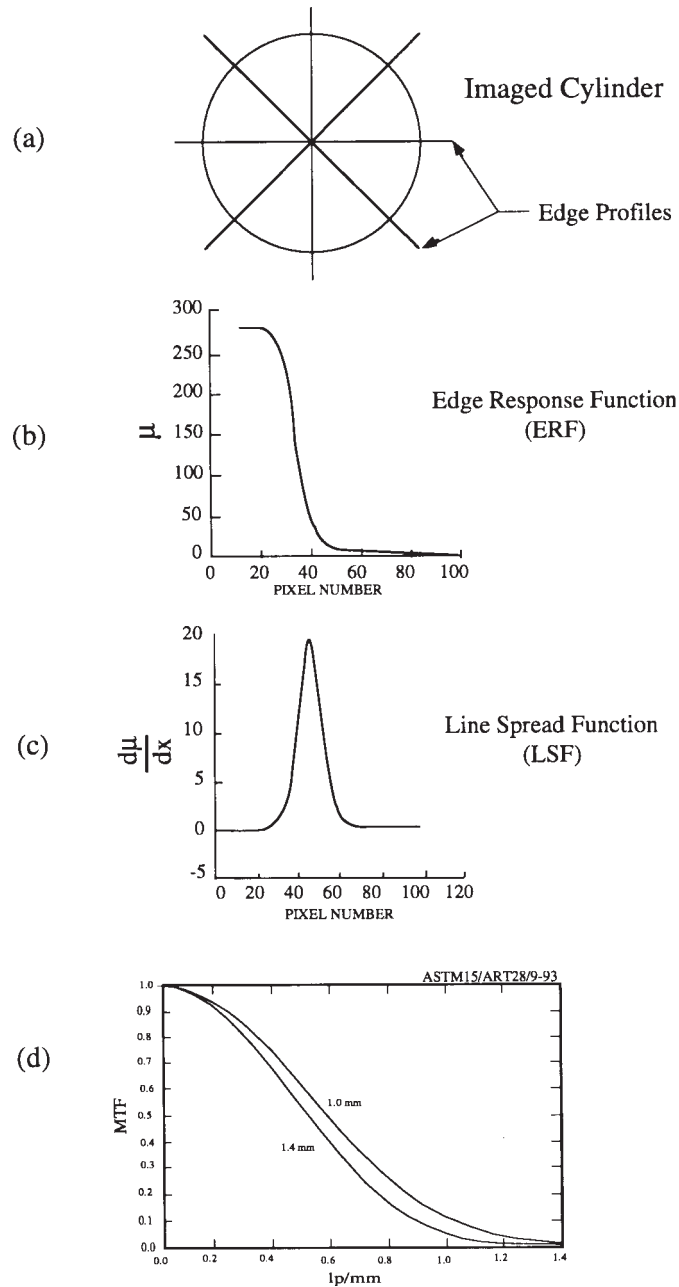 (a)
Imaged Cylinder
Edge Profiles
(b)
300
250
200
150
100
50
0
μ
0 20 40 60 80 100
PIXEL NUMBER
Edge Response Function
(ERF)
(c)
20
15
10
5
0
-5
dμ
dx
0 20 40 60 80 100 120
PIXEL NUMBER
Line Spread Function
(LSF)
(d)
ASTM15/ART28/9-93
1.0
0.9
0.8
0.7
0.6
0.5
0.4
0.3
0.2
0.1
0.0
MTF
1.0 mm
1.4 mm
0.0 0.2 0.4 0.6 0.8 1.0 1.2 1.4
lp/mm